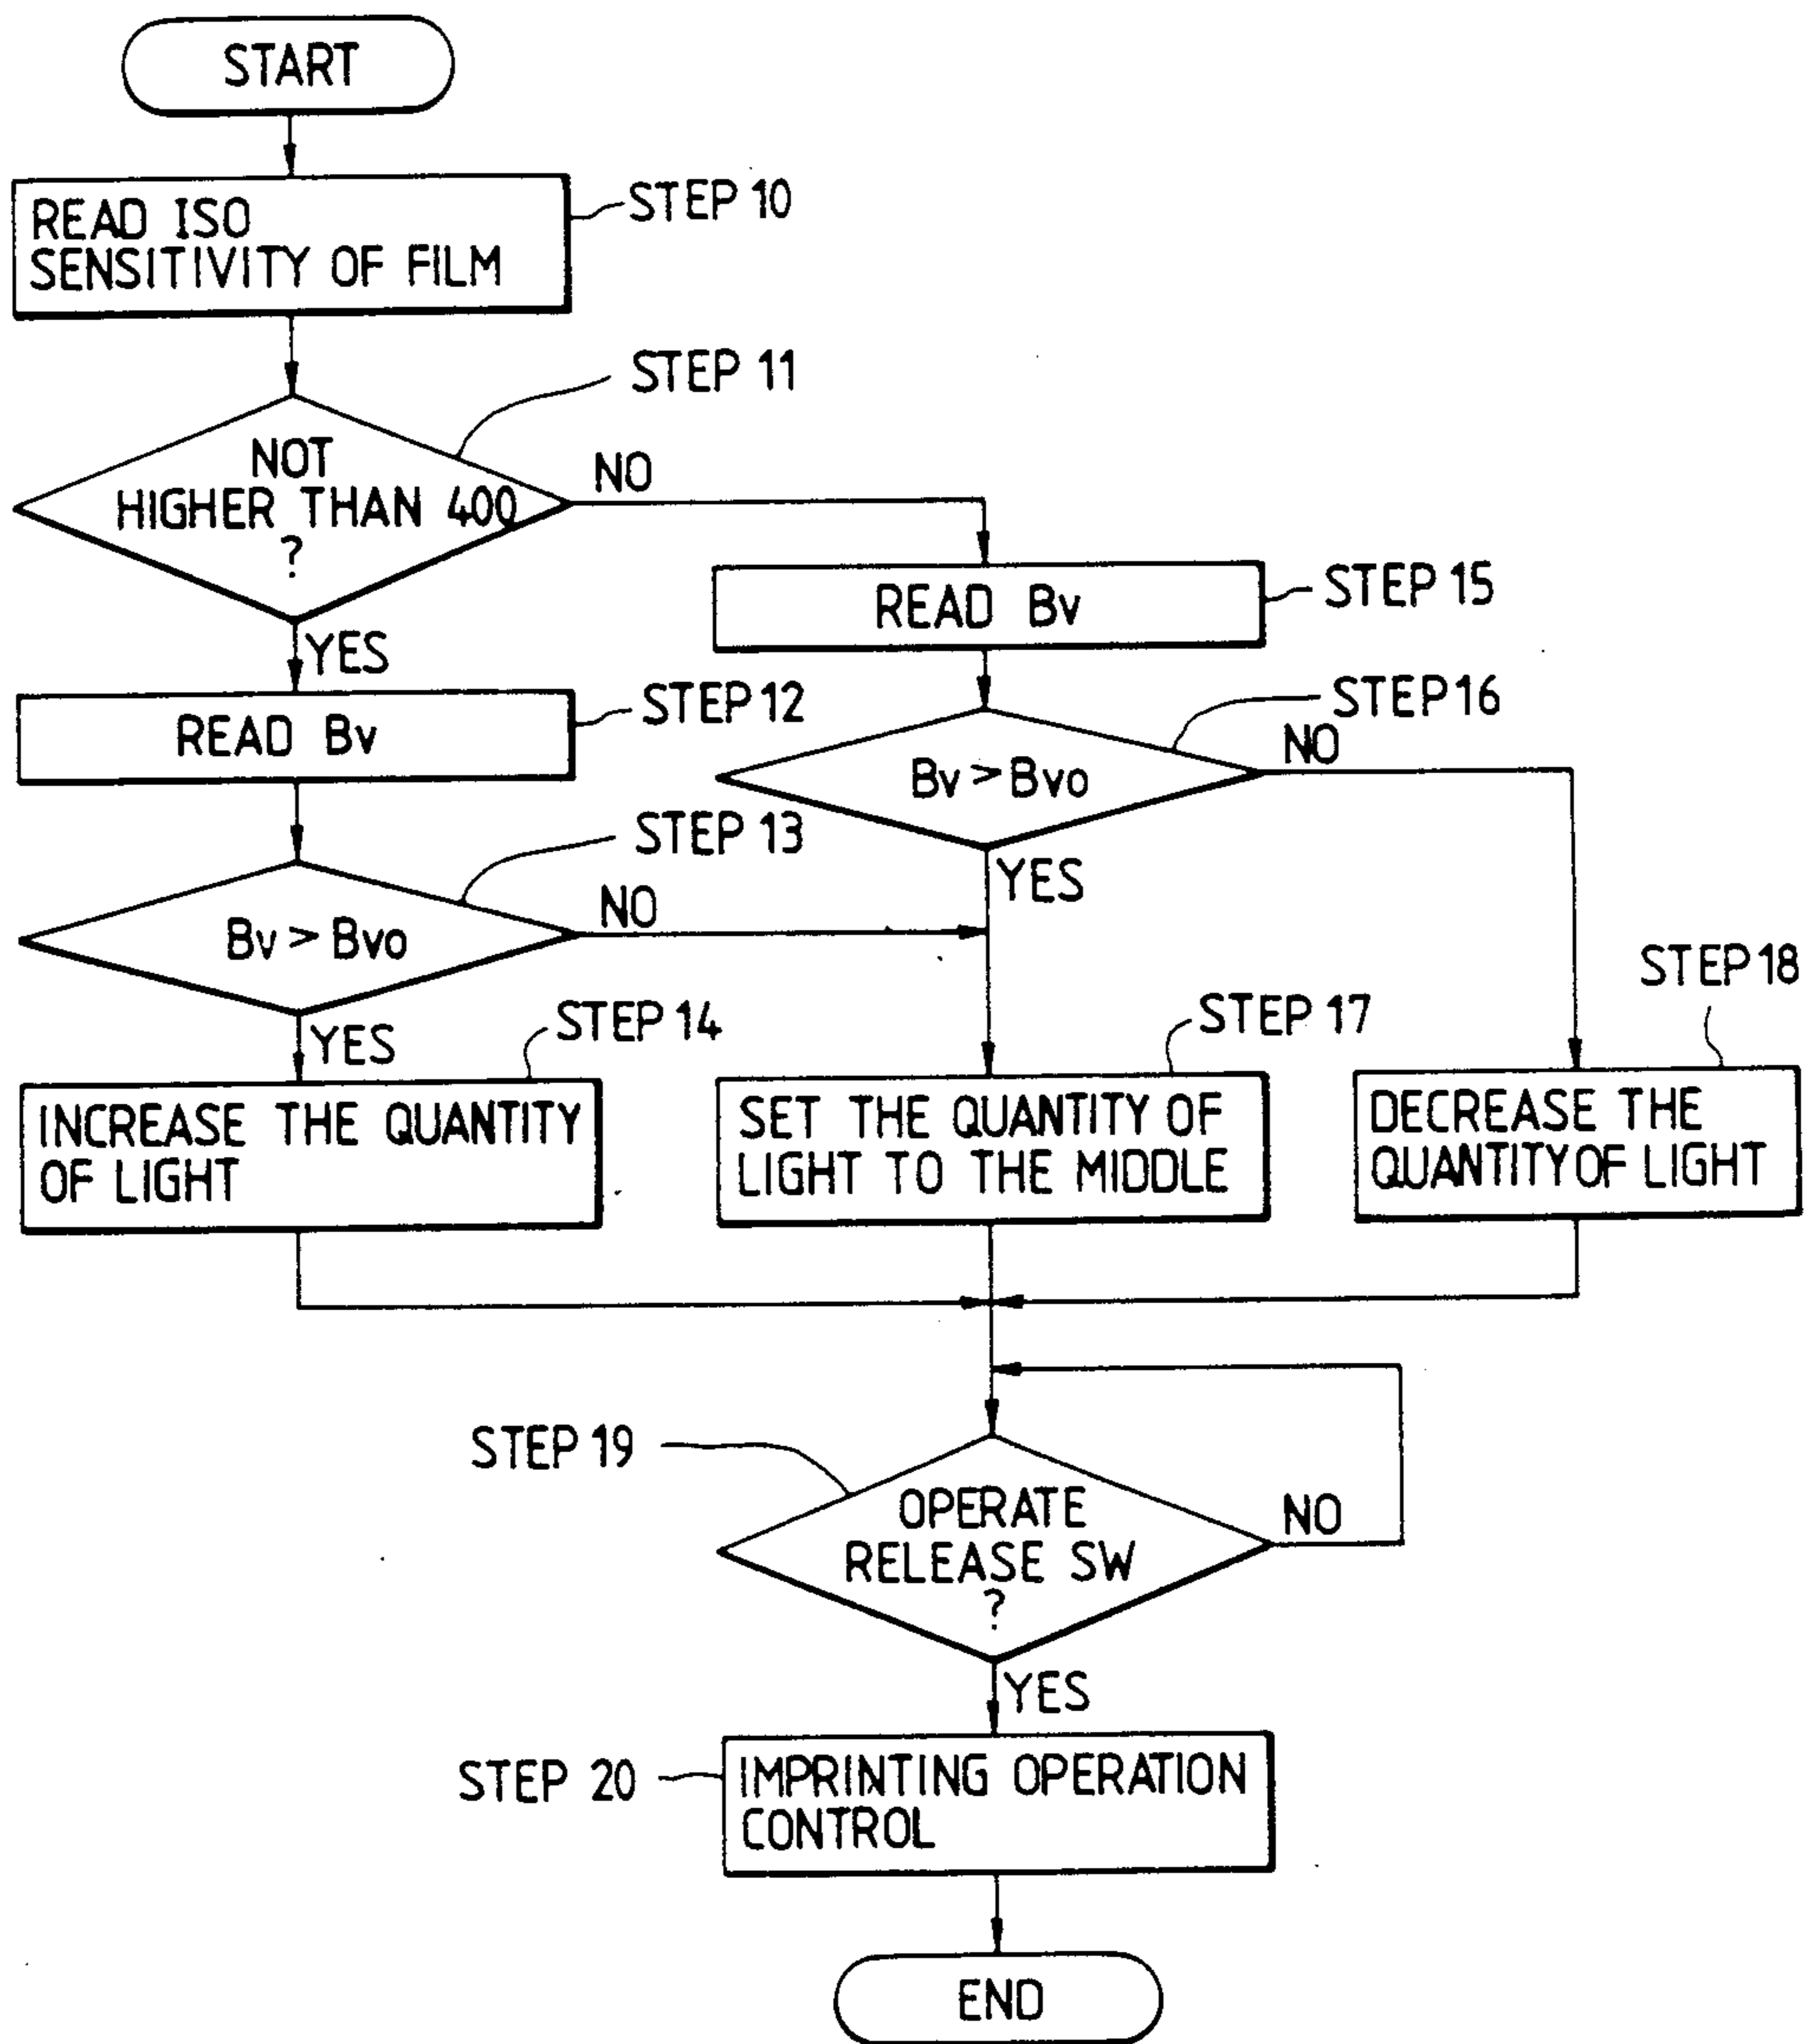 START
READ ISO
SENSITIVITY OF FILM
STEP 10
STEP 11
NOT
HIGHER THAN 400
?
NO
YES
READ Bv
STEP 15
READ Bv
STEP 12
STEP 16
Bv > Bvo
NO
YES
STEP 13
Bv > Bvo
NO
YES
STEP 14
STEP 17
STEP 18
INCREASE THE QUANTITY
OF LIGHT
SET THE QUANTITY OF
LIGHT TO THE MIDDLE
DECREASE THE
QUANTITY OF LIGHT
STEP 19
OPERATE
RELEASE SW
?
NO
YES
STEP 20
IMPRINTING OPERATION
CONTROL
END